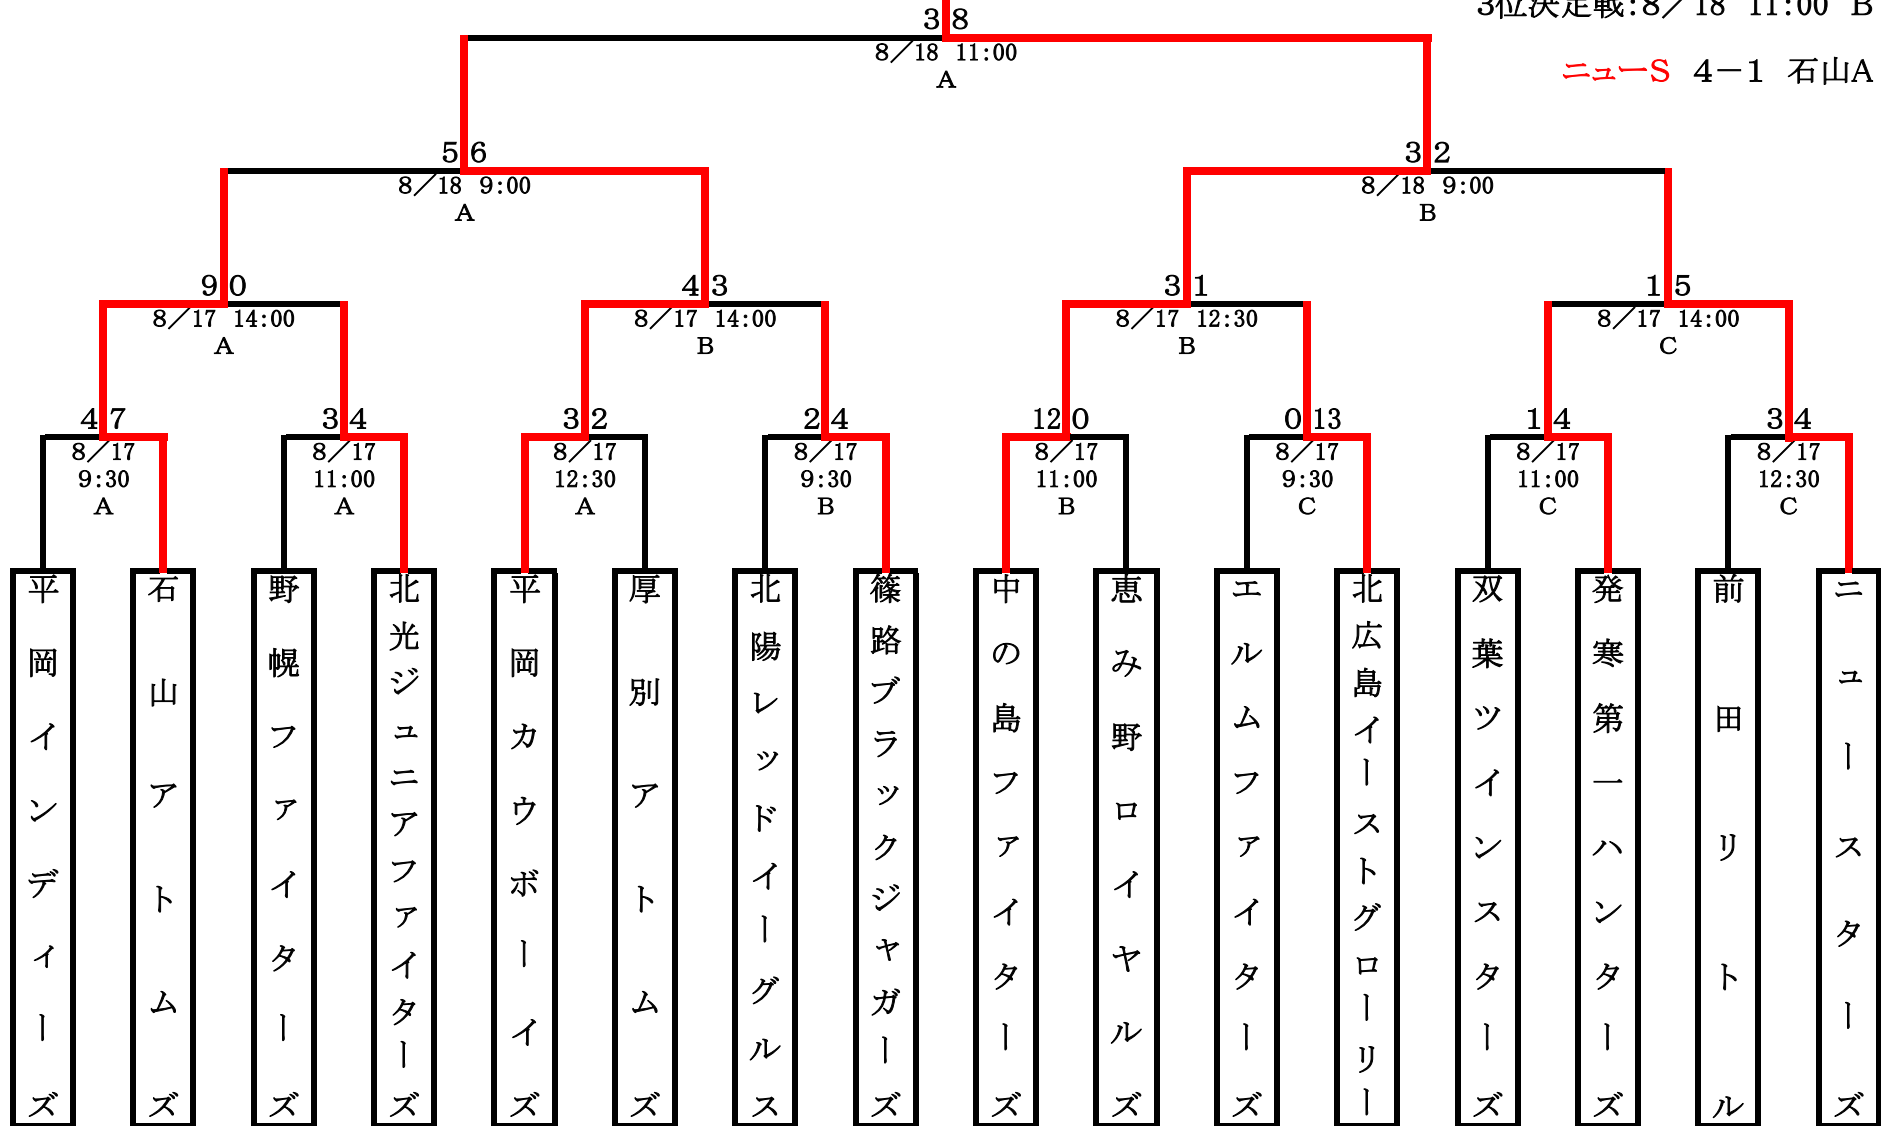 3 8
3位決定戦:8／18 11:00 B
8／18 11:00
A
ニューS 4－1 石山A
5 6
8／18 9:00
A
3 2
8／18 9:00
B
9 0
8／17 14:00
A
4 3
8／17 14:00
B
3 1
8／17 12:30
B
1 5
8／17 14:00
C
4 7
8／17
9:30
A
3 4
8／17
11:00
A
3 2
8／17
12:30
A
2 4
8／17
9:30
B
12 0
8／17
11:00
B
0 13
8／17
9:30
C
1 4
8／17
11:00
C
3 4
8／17
12:30
C
平岡インディーズ
石山アトムズ
野幌ファイターズ
北光ジュニアファイターズ
平岡カウボーイズ
厚別アトムズ
北陽レッドイーグルス
篠路ブラックジャガーズ
中の島ファイターズ
恵み野ロイヤルズ
エルムファイターズ
北広島イーストグローリー
双葉ツインスターズ
発寒第一ハンターズ
前田リトル
ニュースターズ